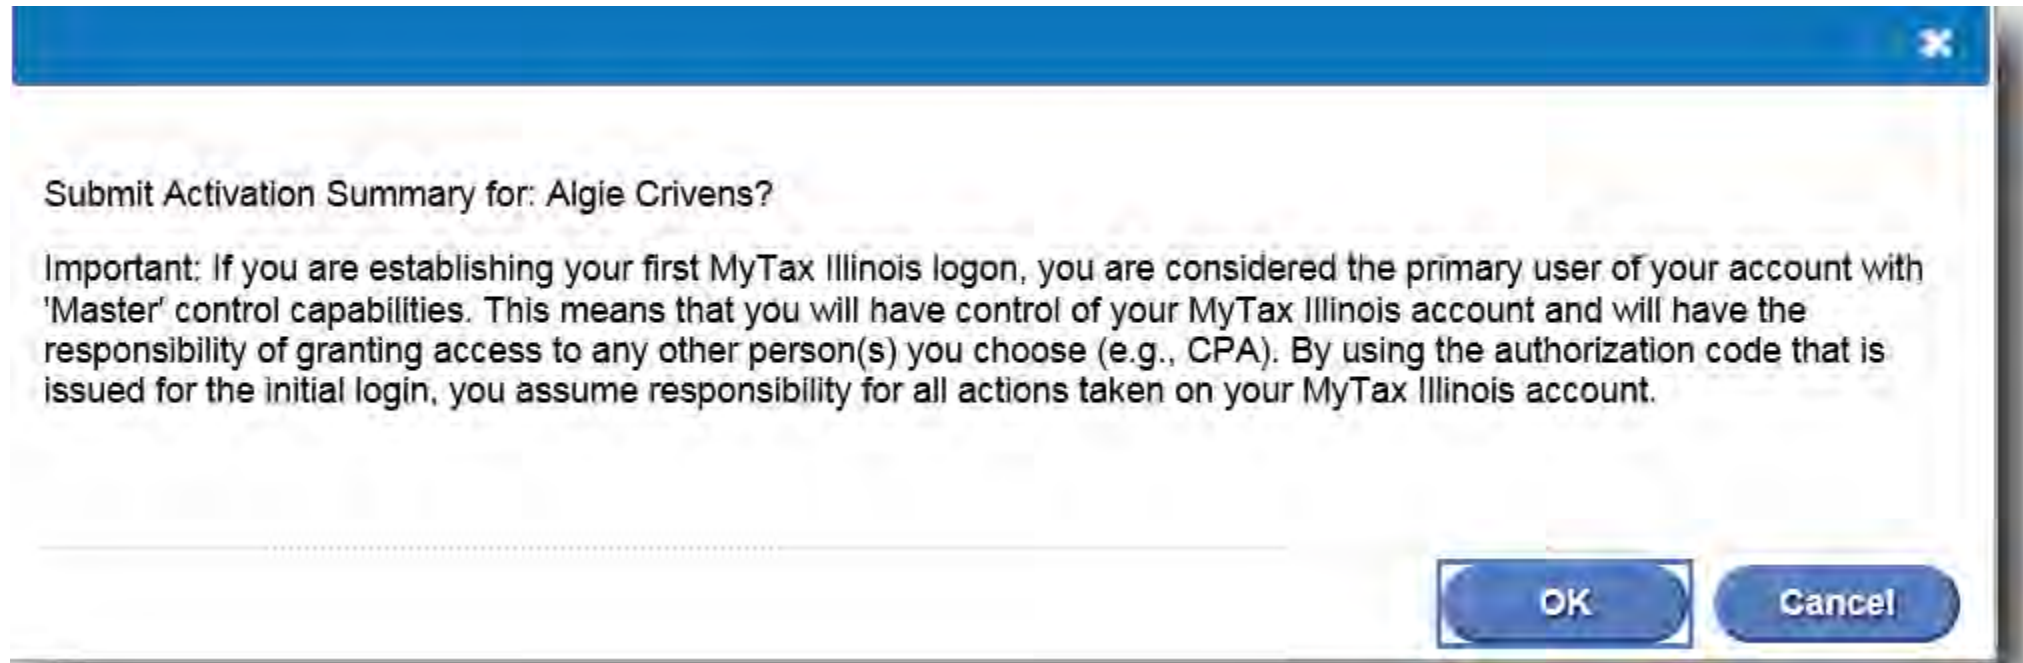 Submit Activation Summary for: Algie Crivens?
Important: If you are establishing your first MyTax Illinois logon, you are considered the primary user of your account with
'Master' control capabilities. This means that you will have control of your MyTax Illinois account and will have the
responsibility of granting access to any other person(s) you choose (e.g., CPA). By using the authorization code that is
issued for the initial login, you assume responsibility for all actions taken on your MyTax Illinois account.
OK
Cancel